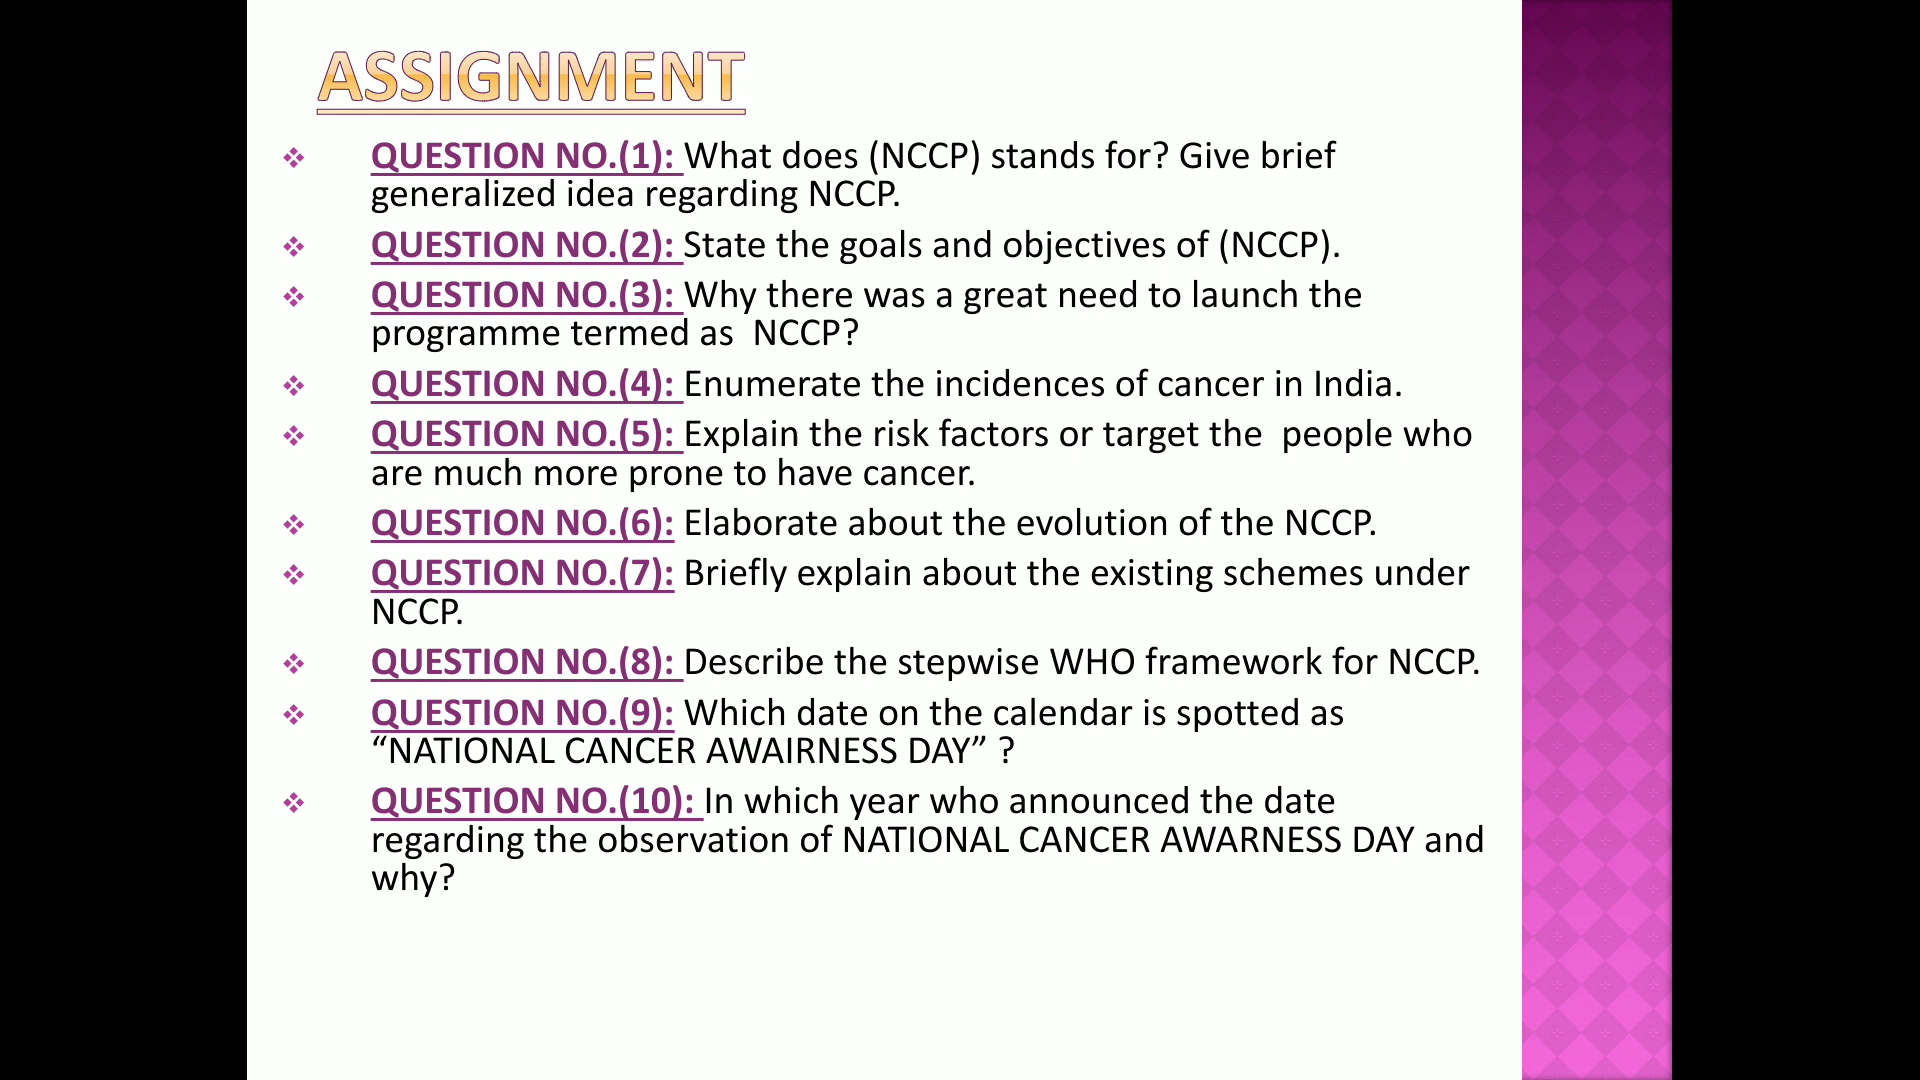 ASSIGNMENT
❖ QUESTION NO.(1): What does (NCCP) stands for? Give brief
generalized idea regarding NCCP.
❖ QUESTION NO.(2): State the goals and objectives of (NCCP).
❖ QUESTION NO.(3): Why there was a great need to launch the
programme termed as  NCCP?
❖ QUESTION NO.(4): Enumerate the incidences of cancer in India.
❖ QUESTION NO.(5): Explain the risk factors or target the  people who
are much more prone to have cancer.
❖ QUESTION NO.(6): Elaborate about the evolution of the NCCP.
❖ QUESTION NO.(7): Briefly explain about the existing schemes under
NCCP.
❖ QUESTION NO.(8): Describe the stepwise WHO framework for NCCP.
❖ QUESTION NO.(9): Which date on the calendar is spotted as
“NATIONAL CANCER AWAIRNESS DAY” ?
❖ QUESTION NO.(10): In which year who announced the date
regarding the observation of NATIONAL CANCER AWARNESS DAY and
why?